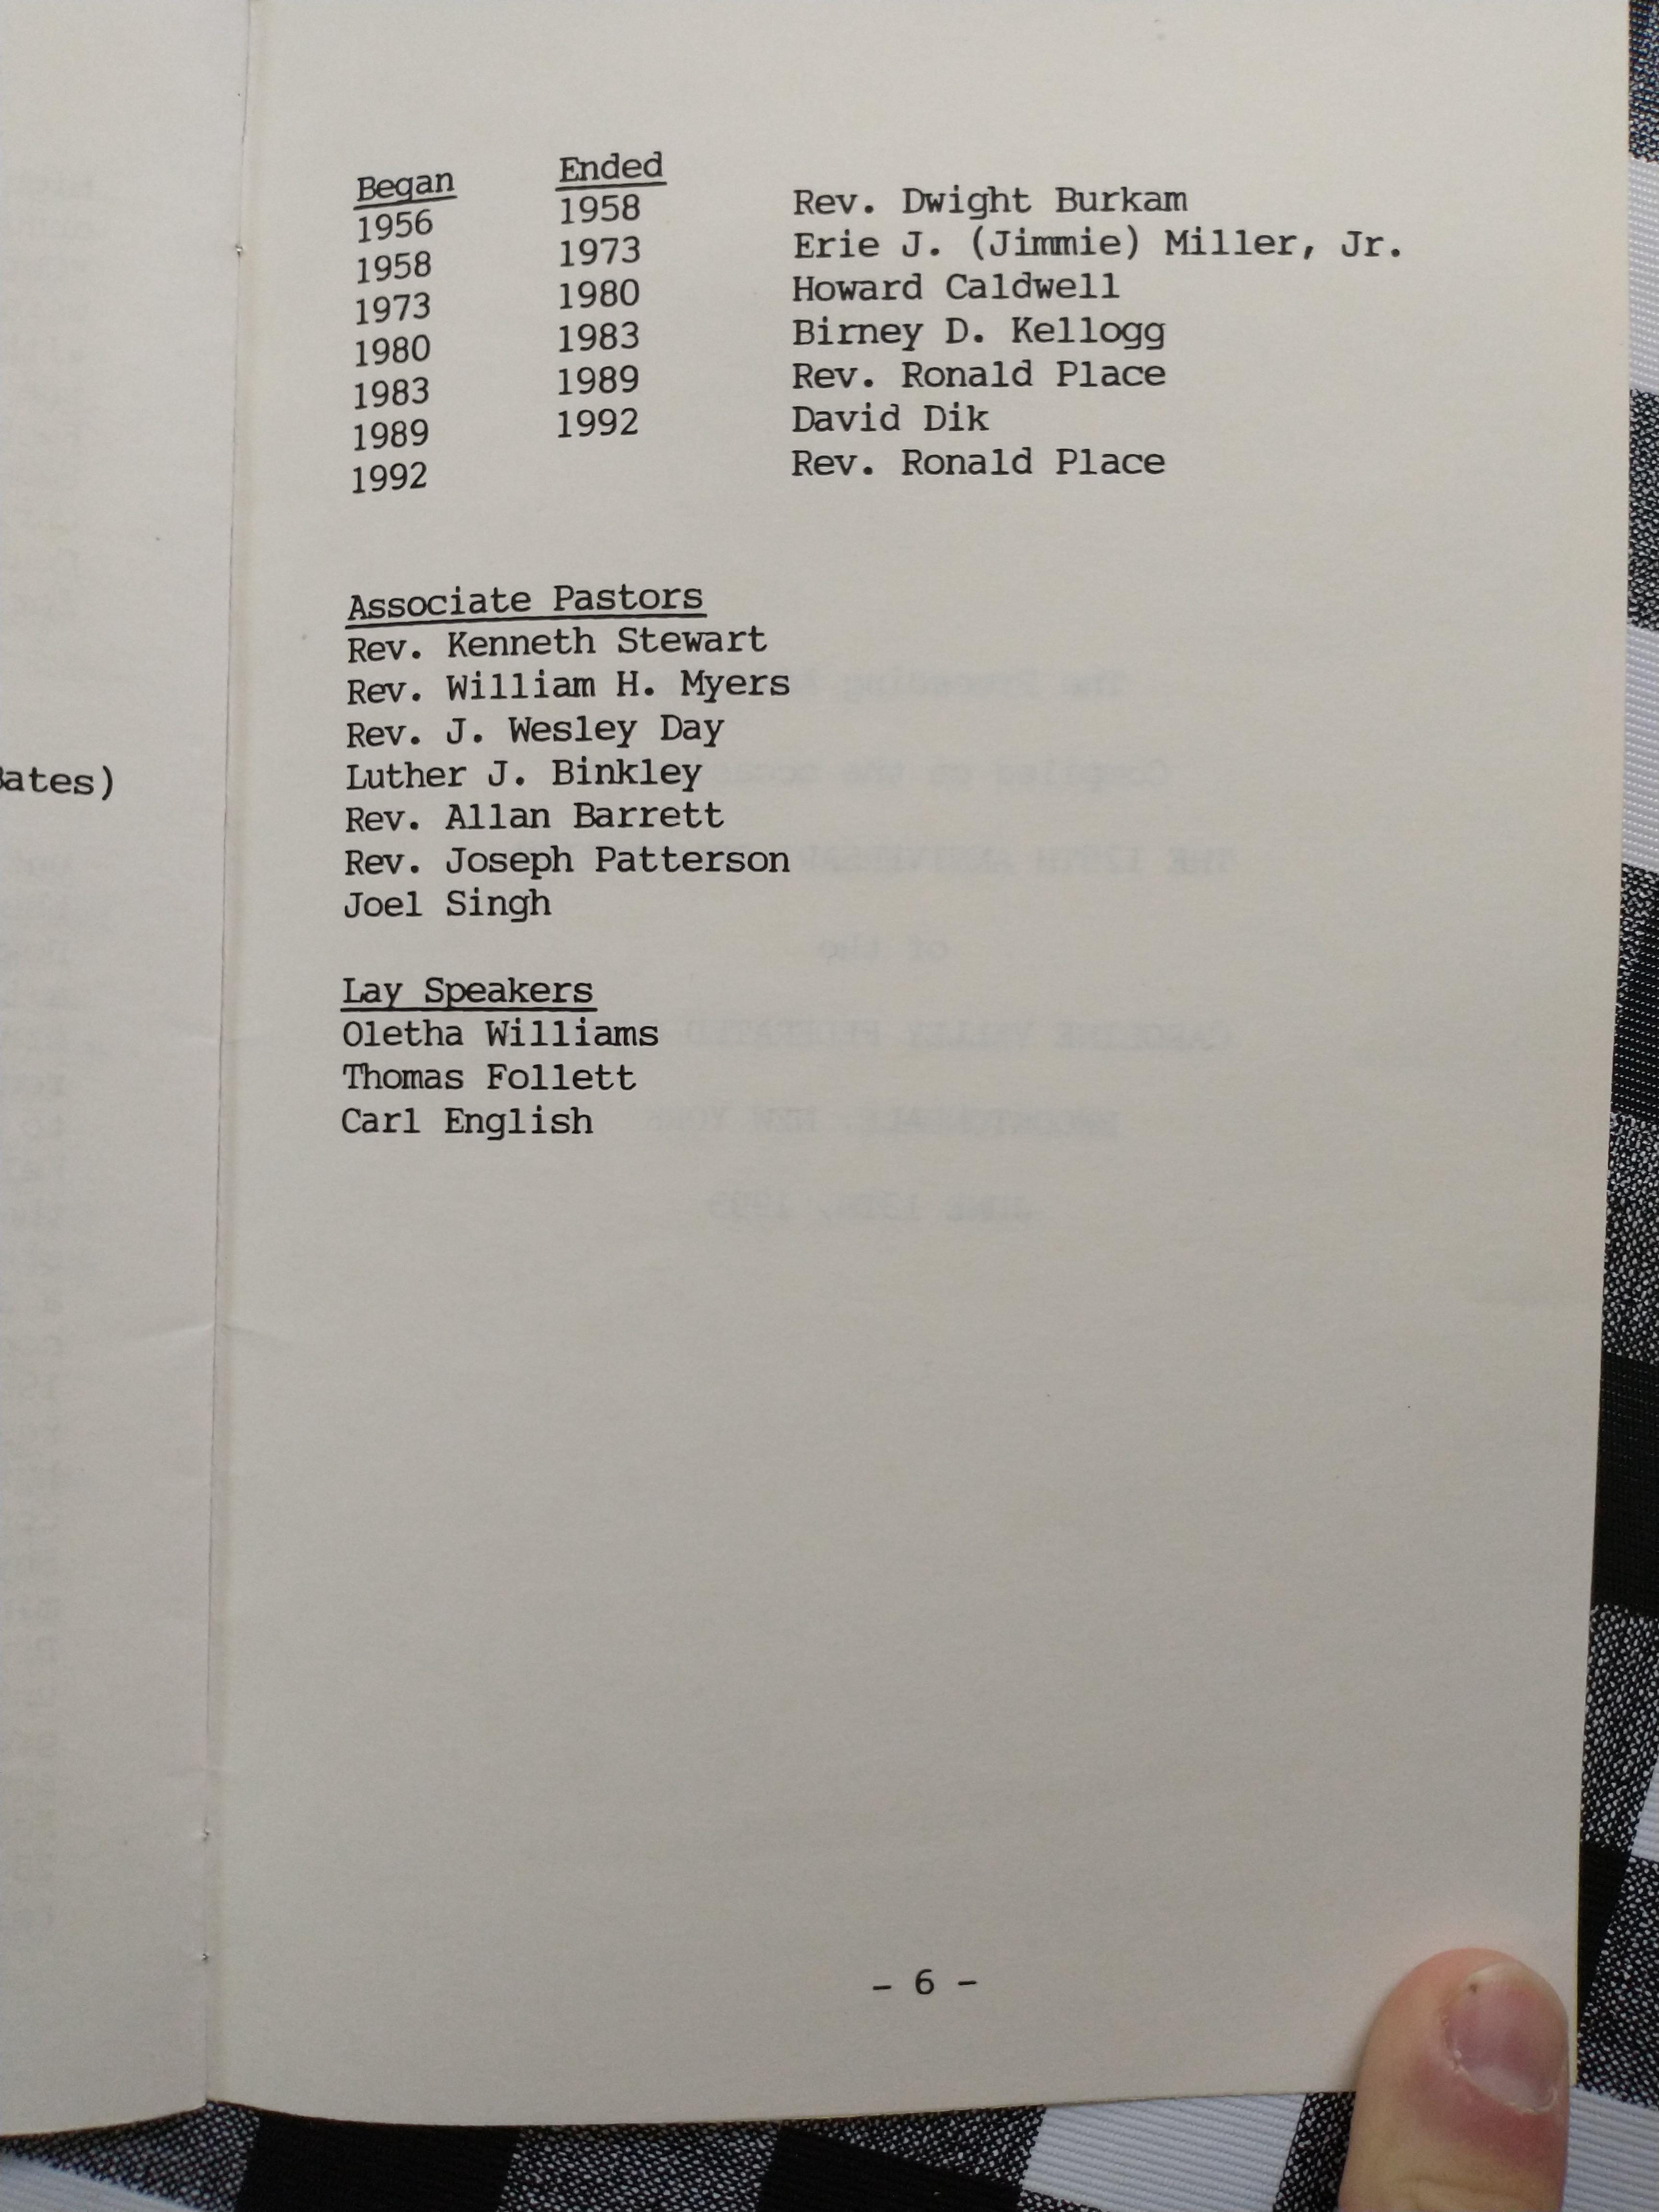 Began Ended
1956 1958 Rev. Dwight Burkam
1958 1973 Erie J. (Jimmie) Miller, Jr.
1973 1980 Howard Caldwell
1980 1983 Birney D. Kellogg
1983 1989 Rev. Ronald Place
1989 1992 David Dik
1992 Rev. Ronald Place
Associate Pastors
Rev. Kenneth Stewart
Rev. William H. Myers
Rev. J. Wesley Day
Luther J. Binkley
Rev. Allan Barrett
Rev. Joseph Patterson
Joel Singh
Lay Speakers
Oletha Williams
Thomas Follett
Carl English
- 6 -